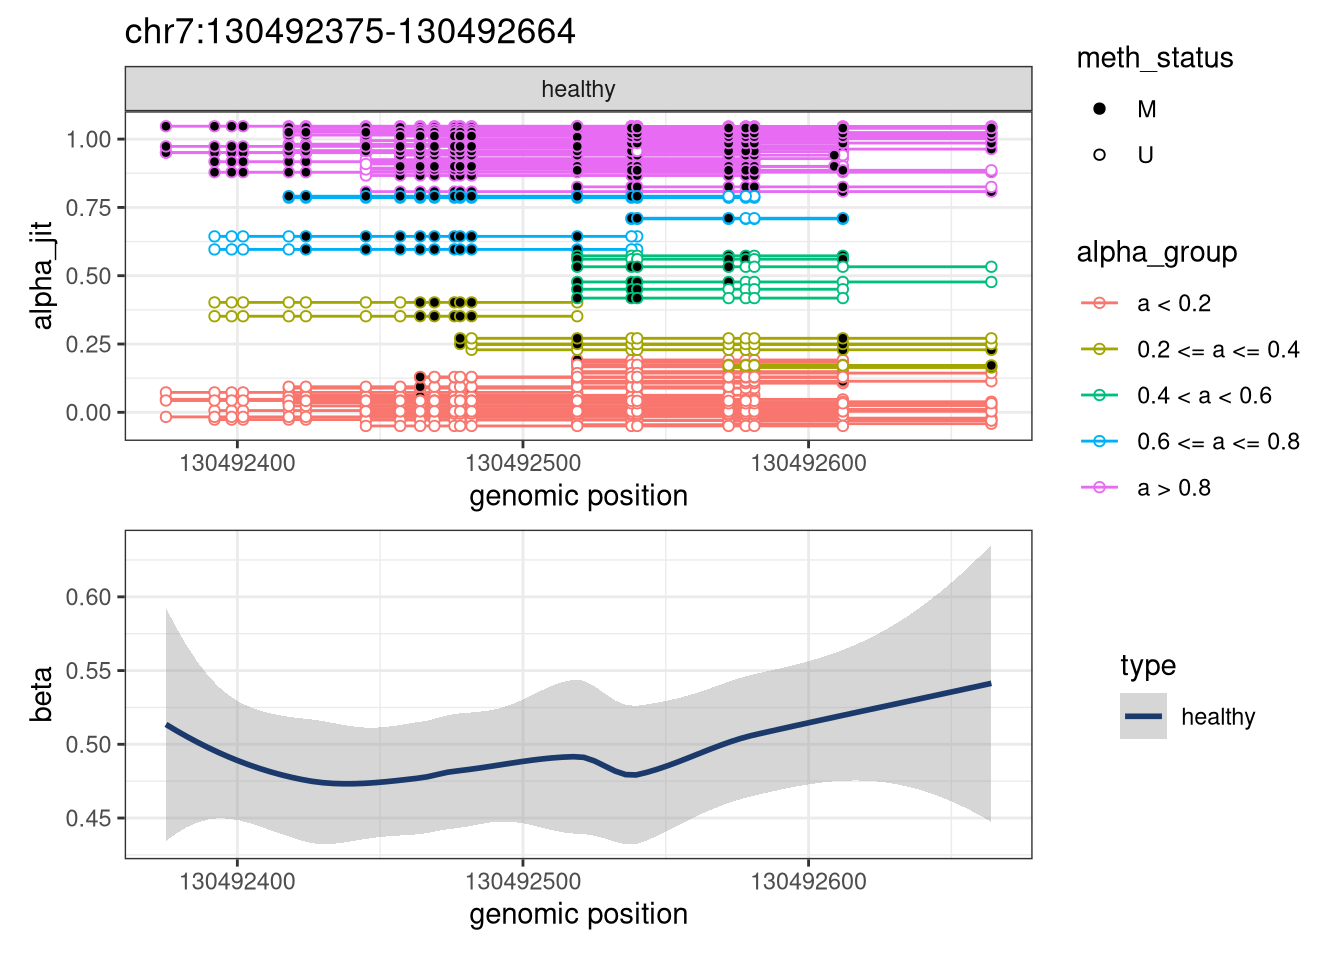 chr7:130492375-130492664
healthy
1.00
0.75
0.50
0.25
0.00
alpha_jit
130492400 130492500 130492600
genomic position
meth_status
M
U
alpha_group
a < 0.2
0.2 <= a <= 0.4
0.4 < a < 0.6
0.6 <= a <= 0.8
a > 0.8
0.60
0.55
0.50
0.45
beta
130492400 130492500 130492600
genomic position
type
healthy